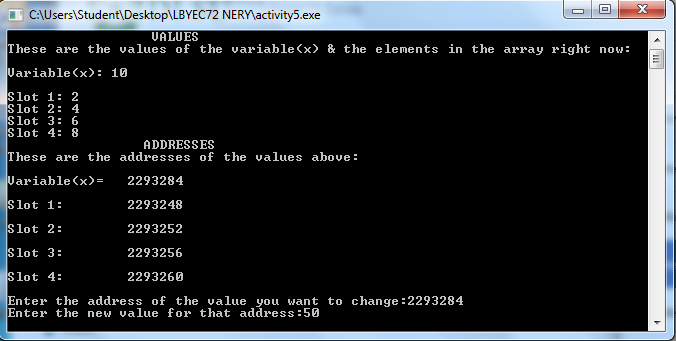 C:\Users\Student\Desktop\LBYEC72 NERY\activity5.exe
VALUES
These are the values of the variable(x) & the elements in the array right now:
Variable(x): 10
Slot 1: 2
Slot 2: 4
Slot 3: 6
Slot 4: 8
ADDRESSES
These are the addresses of the values above:
Variable(x)= 2293284
Slot 1: 2293248
Slot 2: 2293252
Slot 3: 2293256
Slot 4: 2293260
Enter the address of the value you want to change:2293284
Enter the new value for that address:50